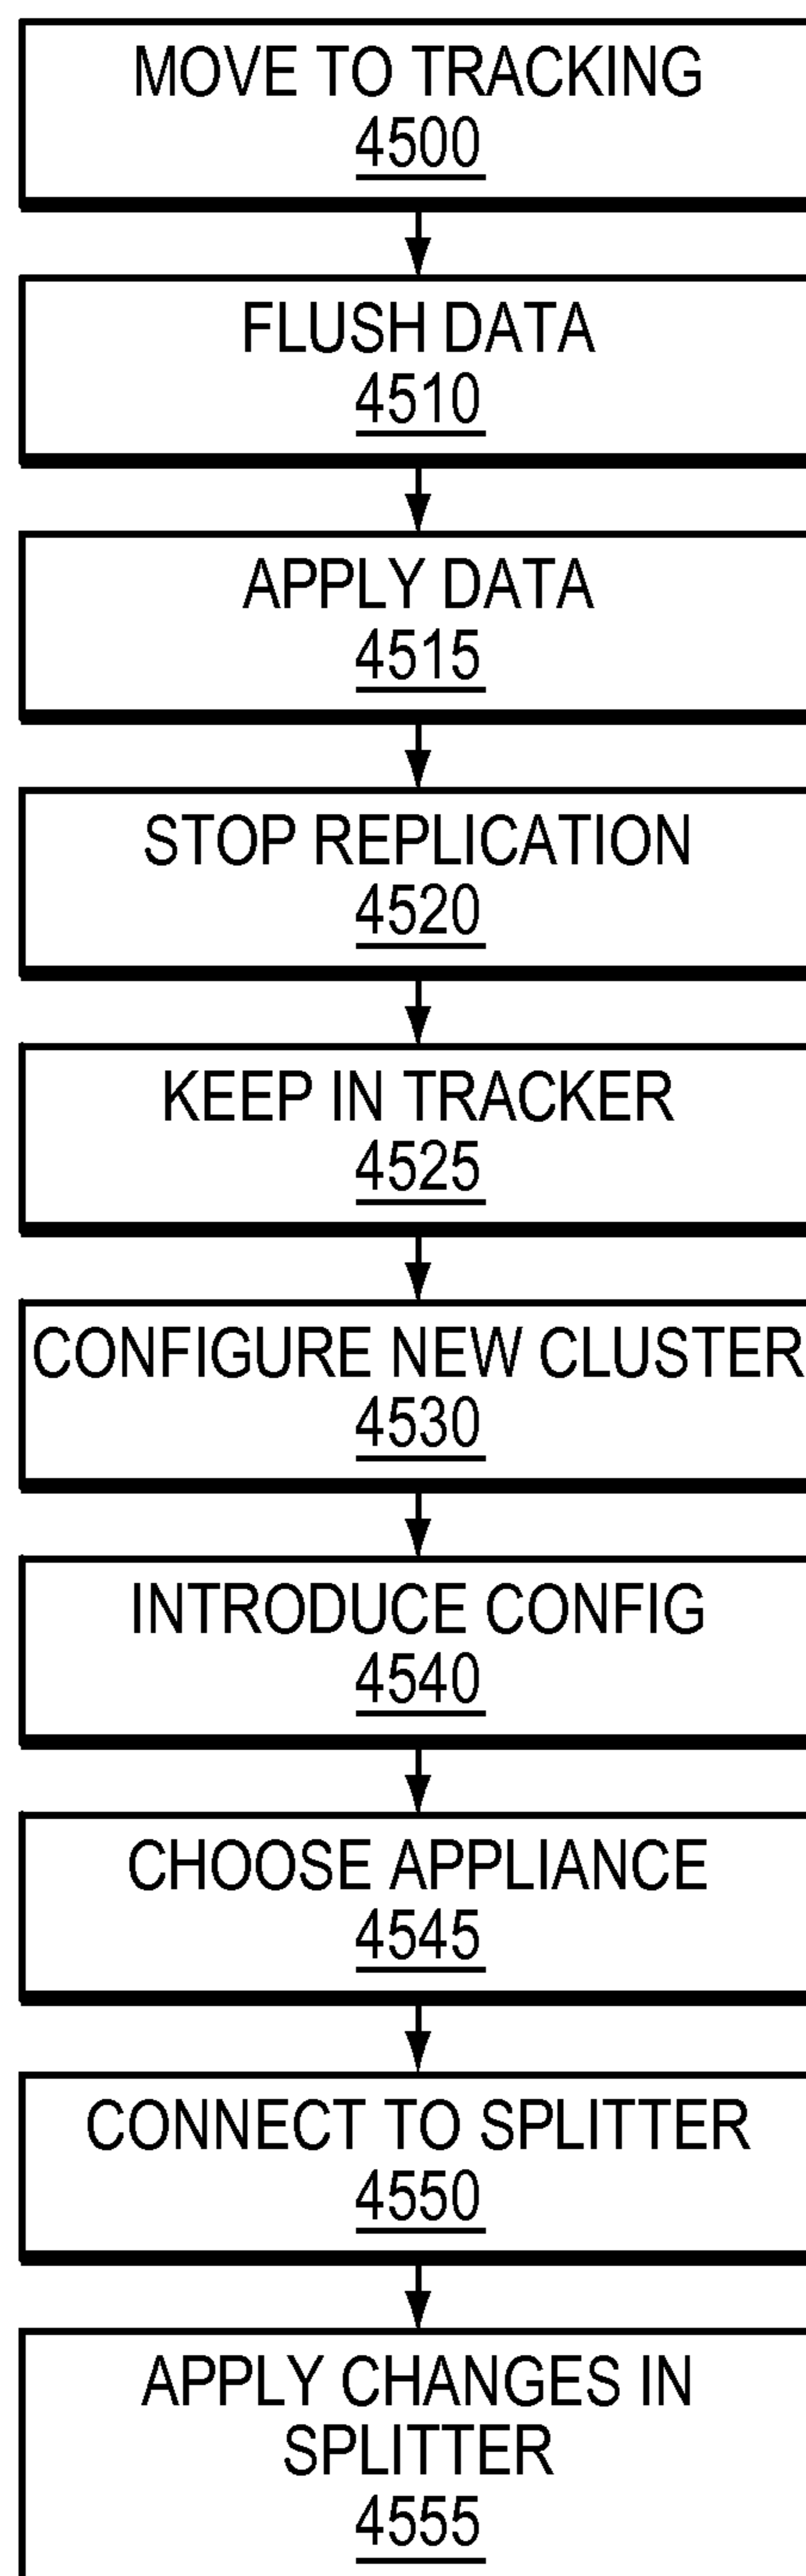 MOVE TO TRACKING
4500
FLUSH DATA
4510
APPLY DATA
4515
STOP REPLICATION
4520
KEEP IN TRACKER
4525
CONFIGURE NEW CLUSTER
4530
INTRODUCE CONFIG
4540
CHOOSE APPLIANCE
4545
CONNECT TO SPLITTER
4550
APPLY CHANGES IN
SPLITTER
4555